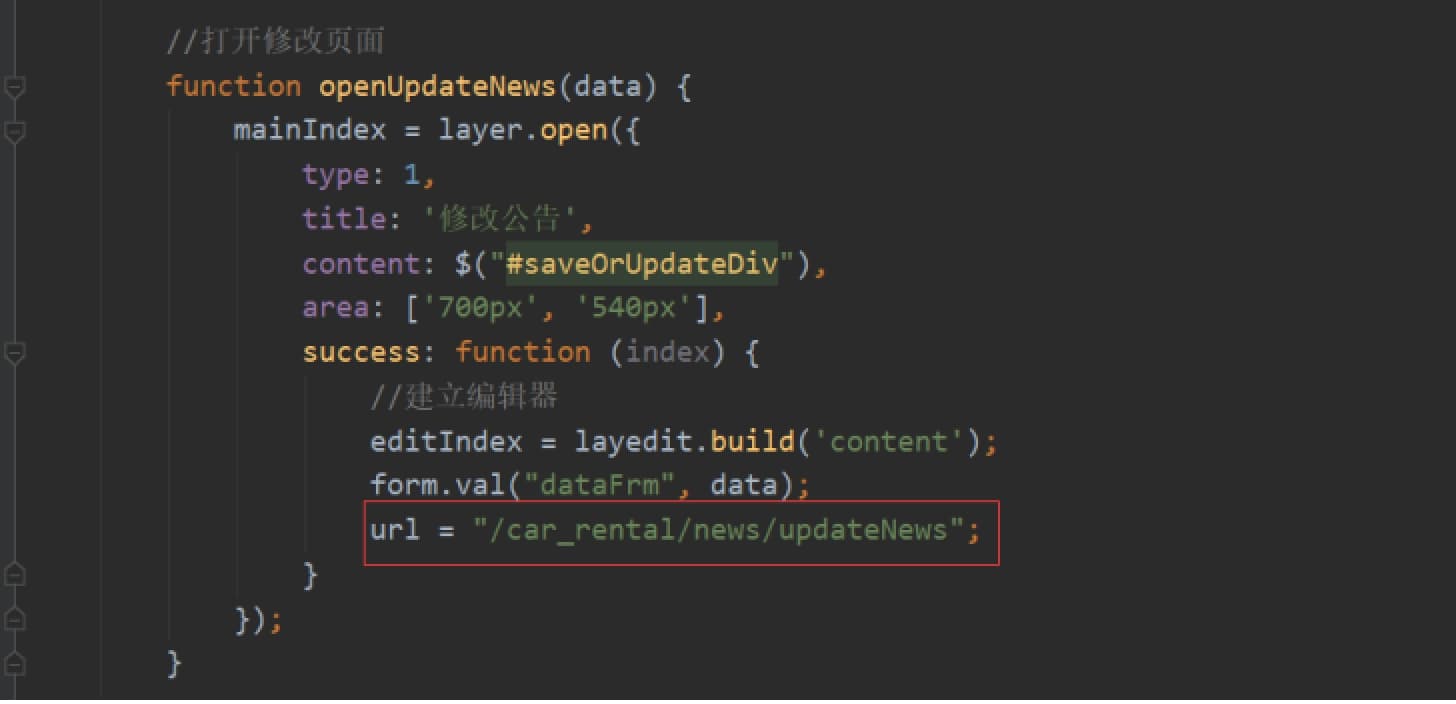 //打开修改页面
function openUpdateNews(data) {
mainIndex = layer.open({
type: 1,
title: '修改公告',
content: $("#saveOrUpdateDiv"),
area: ['700px', '540px'],
success: function (index) {
//建立编辑器
editIndex = layedit.build('content');
form.val("dataFrm", data);
url = "/car_rental/news/updateNews";
}
});
}